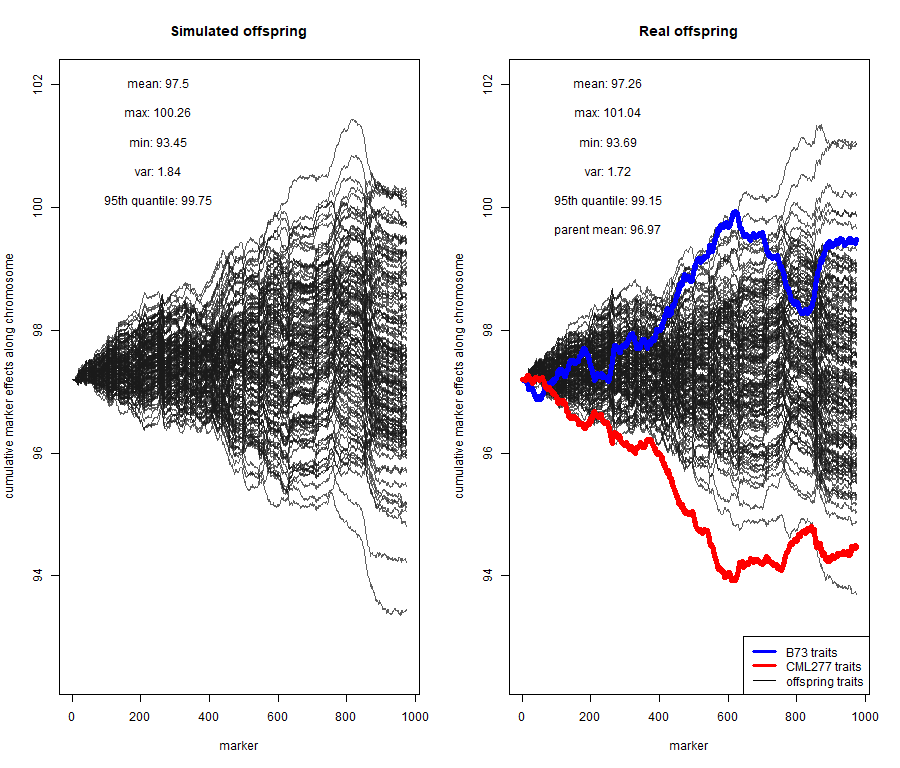 Simulated offspring
mean: 97.5
max: 100.26
min: 93.45
var: 1.84
95th quantile: 99.75
cumulative marker effects along chromosome
102
100
98
96
94
0 200 400 600 800 1000
marker
Real offspring
mean: 97.26
max: 101.04
min: 93.69
var: 1.72
95th quantile: 99.15
parent mean: 96.97
cumulative marker effects along chromosome
102
100
98
96
94
B73 traits
CML277 traits
offspring traits
0 200 400 600 800 1000
marker